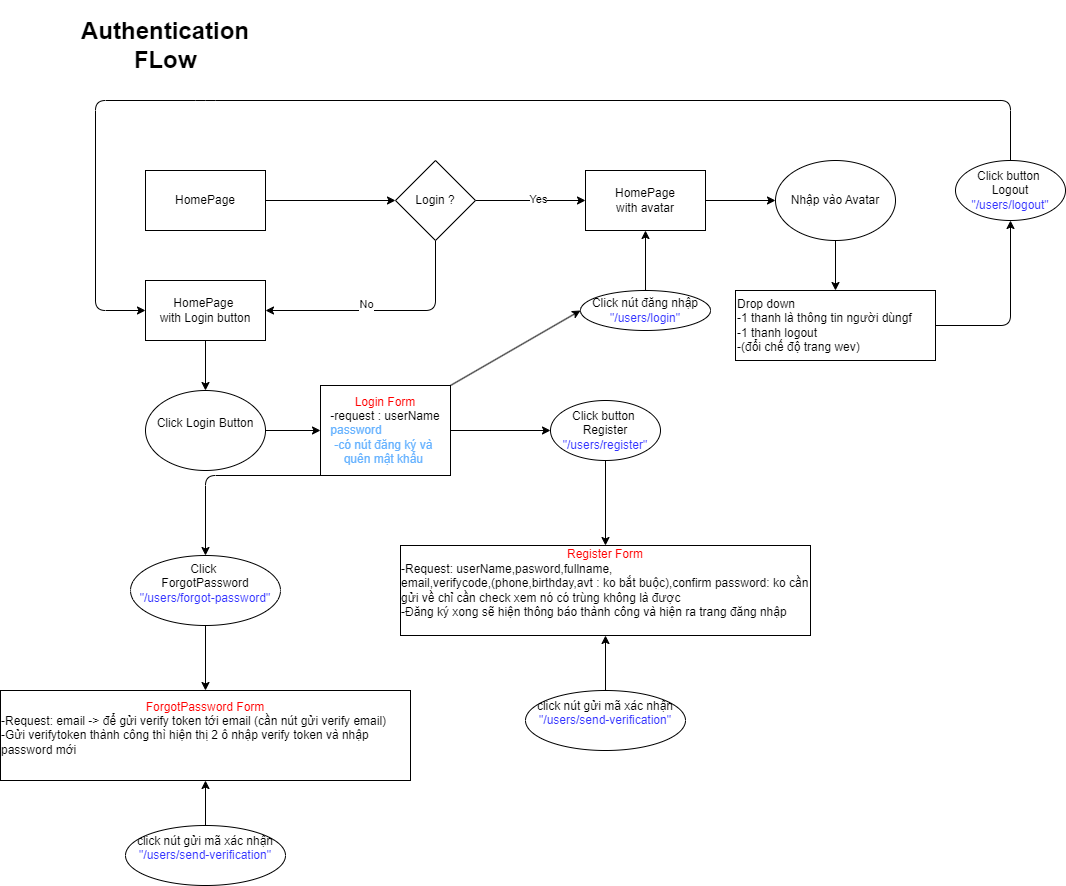 Authentication
FLow
HomePage
Login ?
Yes
HomePage
with avatar
Nhập vào Avatar
Click button
Logout
"/users/logout"
HomePage
with Login button
No
Click nút đăng nhập
"/users/login"
Drop down
-1 thanh là thông tin người dùngf
-1 thanh logout
-(đổi chế độ trang wev)
Click Login Button
Login Form
-request : userName
password
-có nút đăng ký và
quên mật khẩu
Click button
Register
"/users/register"
Click
ForgotPassword
"/users/forgot-password"
Register Form
-Request: userName,pasword,fullname,
email,verifycode,(phone,birthday,avt : ko bắt buộc),confirm password: ko cần
gửi về chỉ cần check xem nó có trùng không là được
-Đăng ký xong sẽ hiện thông báo thành công và hiện ra trang đăng nhập
ForgotPassword Form
-Request: email -> để gửi verify token tới email (cần nút gửi verify email)
-Gửi verifytoken thành công thì hiện thị 2 ô nhập verify token và nhập
password mới
click nút gửi mã xác nhận
"/users/send-verification"
click nút gửi mã xác nhận
"/users/send-verification"